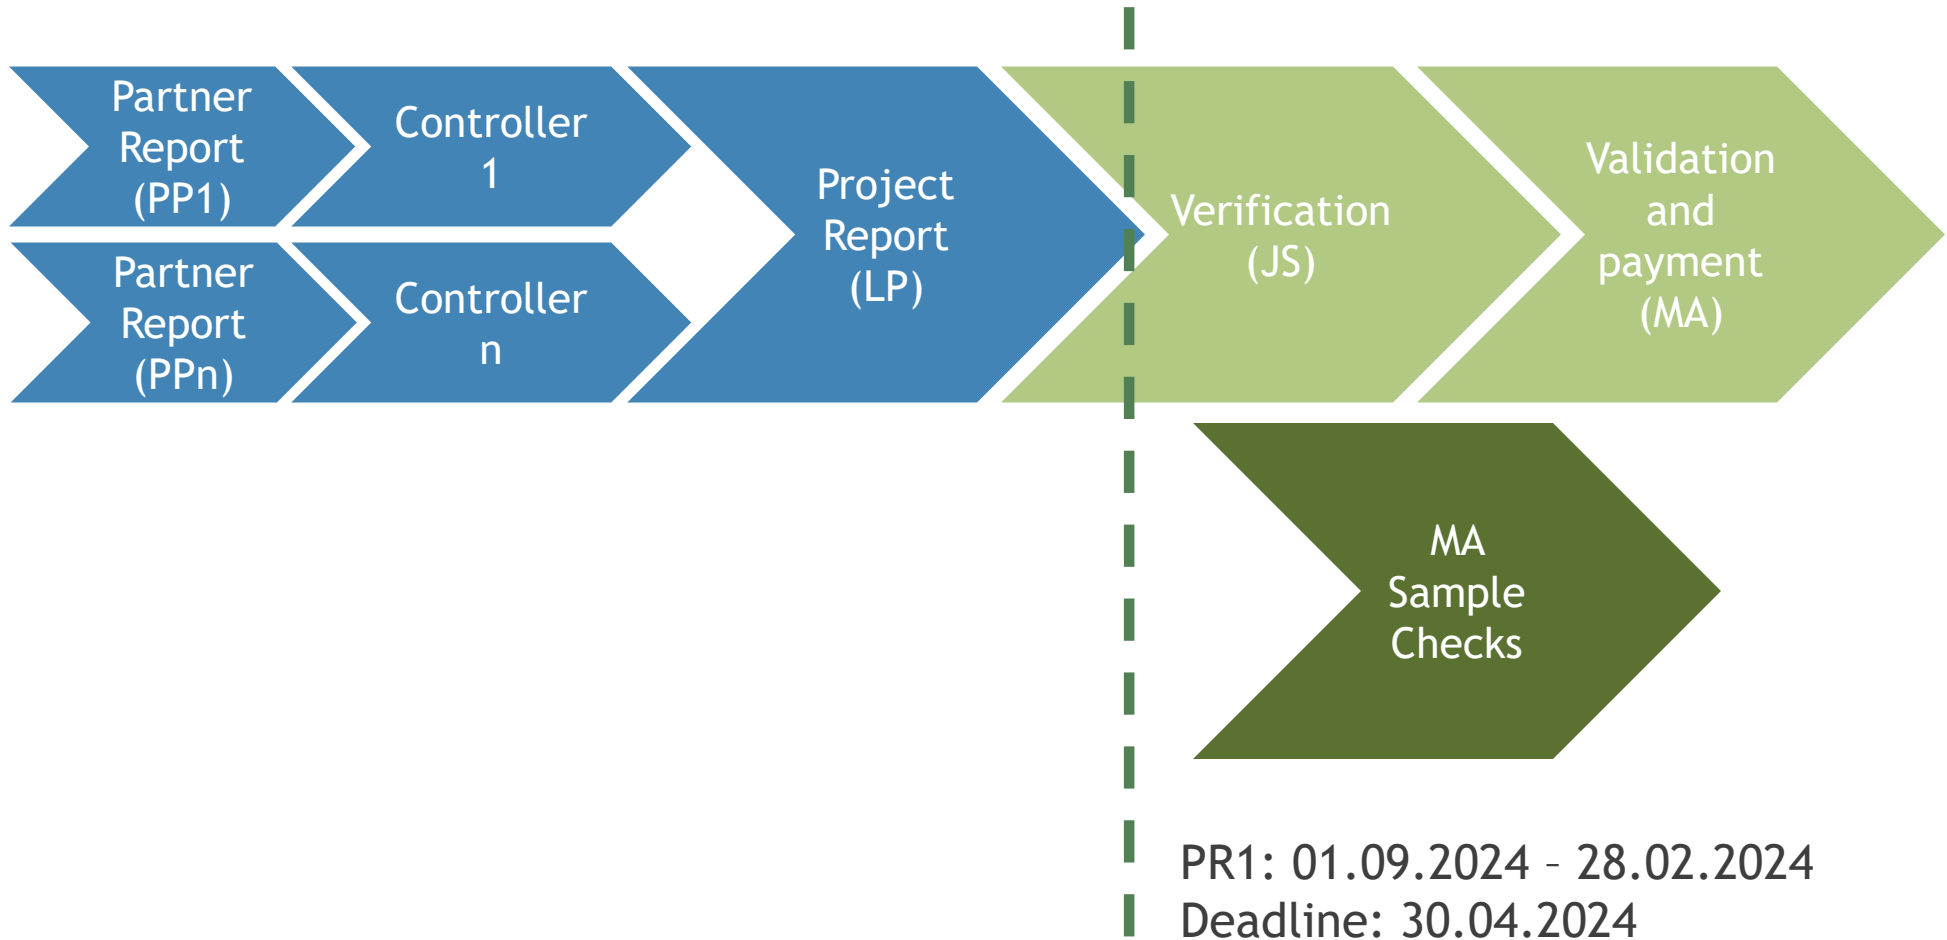 Partner
Report
(PP1)
Controller
1
Partner
Report
(PPn)
Controller
n
Project
Report
(LP)
Verification
(JS)
Validation
and
payment
(MA)
MA
Sample
Checks
PR1: 01.09.2024 – 28.02.2024
Deadline: 30.04.2024